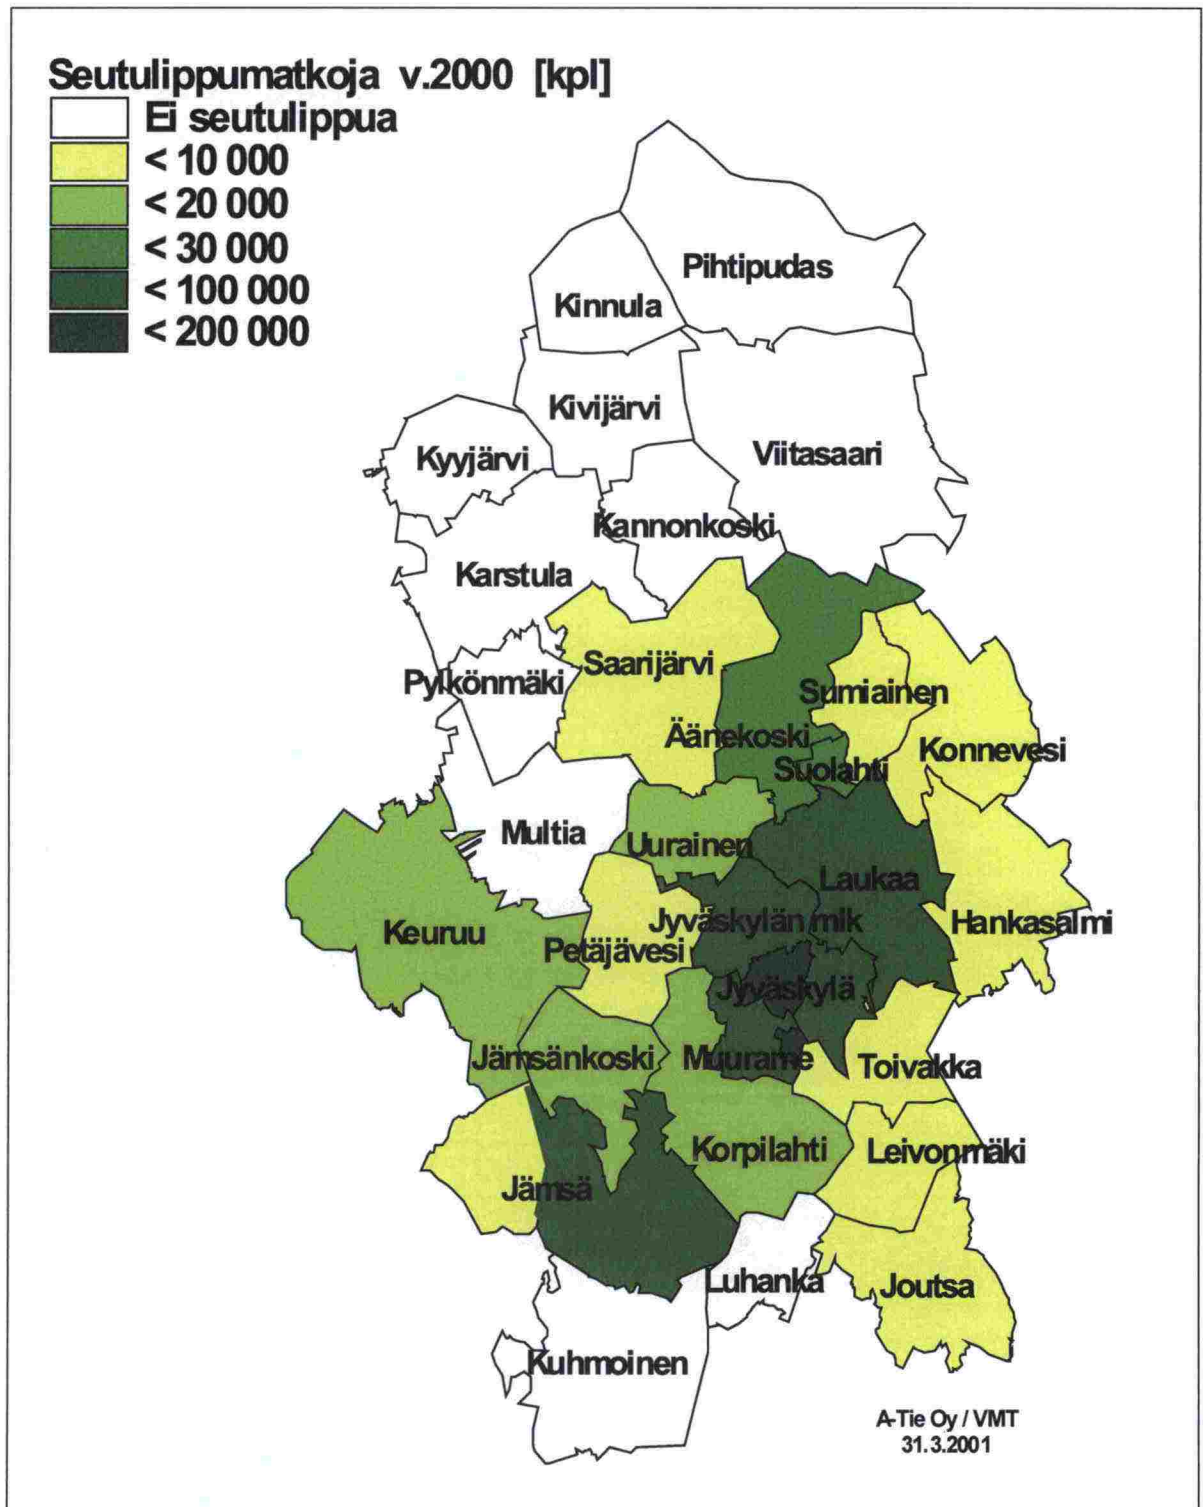 Seutulippumatkoja v.2000 [kpl]
Ei seutulippua
< 10 000
< 20 000
< 30 000
< 100 000
< 200 000
Pihtipudas
Kinnula
Kivijärvi
Kyyjärvi
Viitasaari
Kannonkoski
Karstula
Saarijärvi
Pylkönmäki
Sumiainen
Äänekoski
Konnevesi
Suolahti
Multia
Uurainen
Laukaa
Jyväskylän mlk
Hankasalmi
Keuruu
Petäjävesi
Jyväskylä
Jämsänkoski
Muurame
Toivakka
Korpilahti
Leivonmäki
Jämsä
Luhanka
Joutsa
Kuhmoinen
A-Tie Oy / VMT
31.3.2001